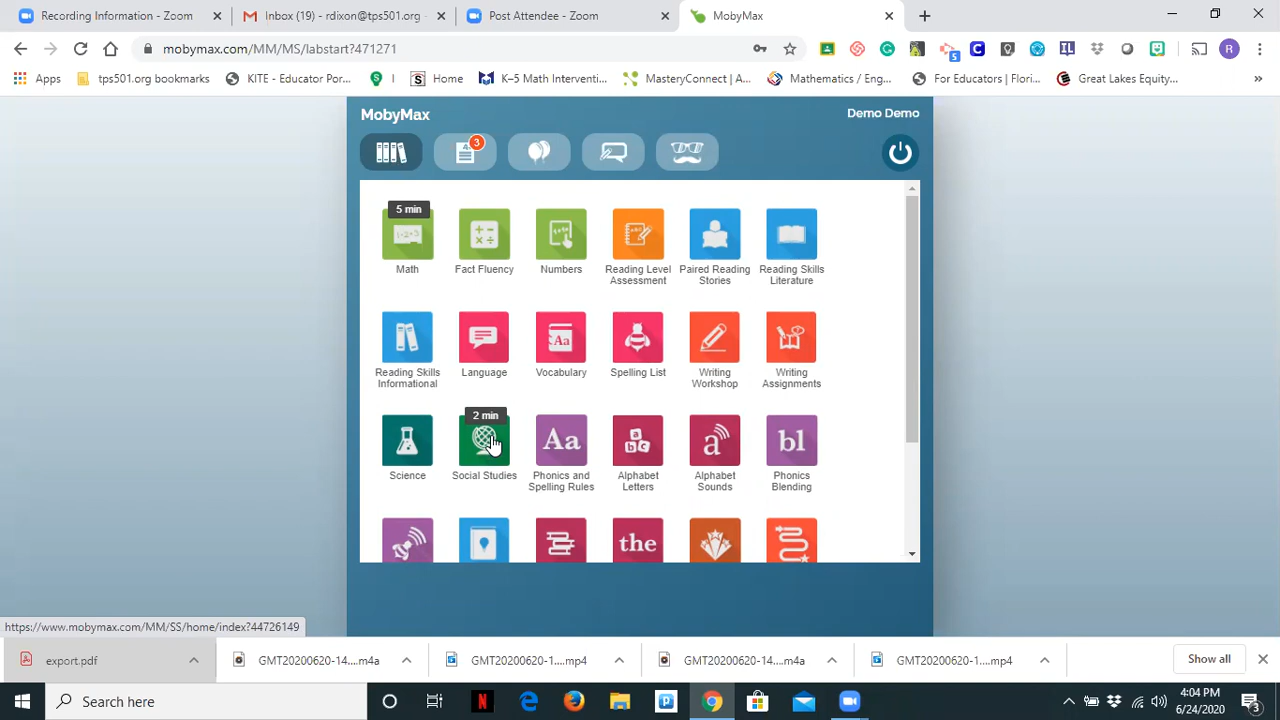 Recording Information - Zoom
Inbox (19) - rdixon@tps501.org -
Post Attendee - Zoom
MobyMax
mobymax.com/MM/MS/labstart?471271
5
R
Apps
tps501.org bookmarks
KITE - Educator Por...
I
Home
K–5 Math Interventi...
MasteryConnect | A...
Mathematics / Eng...
For Educators | Flori...
Great Lakes Equity...
MobyMax
Demo Demo
3
5 min
Math
Fact Fluency
Numbers
Reading Level
Assessment
Paired Reading
Stories
Reading Skills
Literature
Aa
Reading Skills
Informational
Language
Vocabulary
Spelling List
Writing
Workshop
Writing
Assignments
2 min
Aa
a
bl
Science
Social Studies
Phonics and
Spelling Rules
Alphabet
Letters
Alphabet
Sounds
Phonics
Blending
the
https://www.mobymax.com/MM/SS/home/index?44726149
export.pdf
GMT20200620-14....m4a
GMT20200620-1....mp4
GMT20200620-14....m4a
GMT20200620-1....mp4
Show all
Search here
4:04 PM
6/24/2020
3